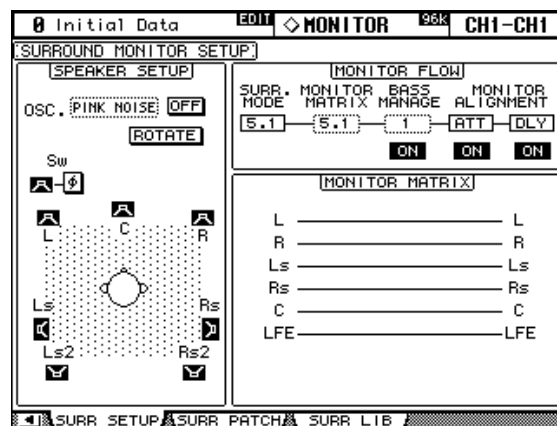 0 Initial Data EDIT ◇MONITOR 96K CH1-CH1
SURROUND MONITOR SETUP
SPEAKER SETUP
OSC. PINK NOISE OFF
ROTATE
Sw
ø
L C R
Ls Rs
Ls2 Rs2
MONITOR FLOW
SURR. MODE MONITOR MATRIX BASS MANAGE MONITOR ALIGNMENT
5.1 5.1 1 ATT DLY
ON ON ON
MONITOR MATRIX
L L
R R
Ls Ls
Rs Rs
C C
LFE LFE
SURR SETUP SURR PATCH SURR LIB